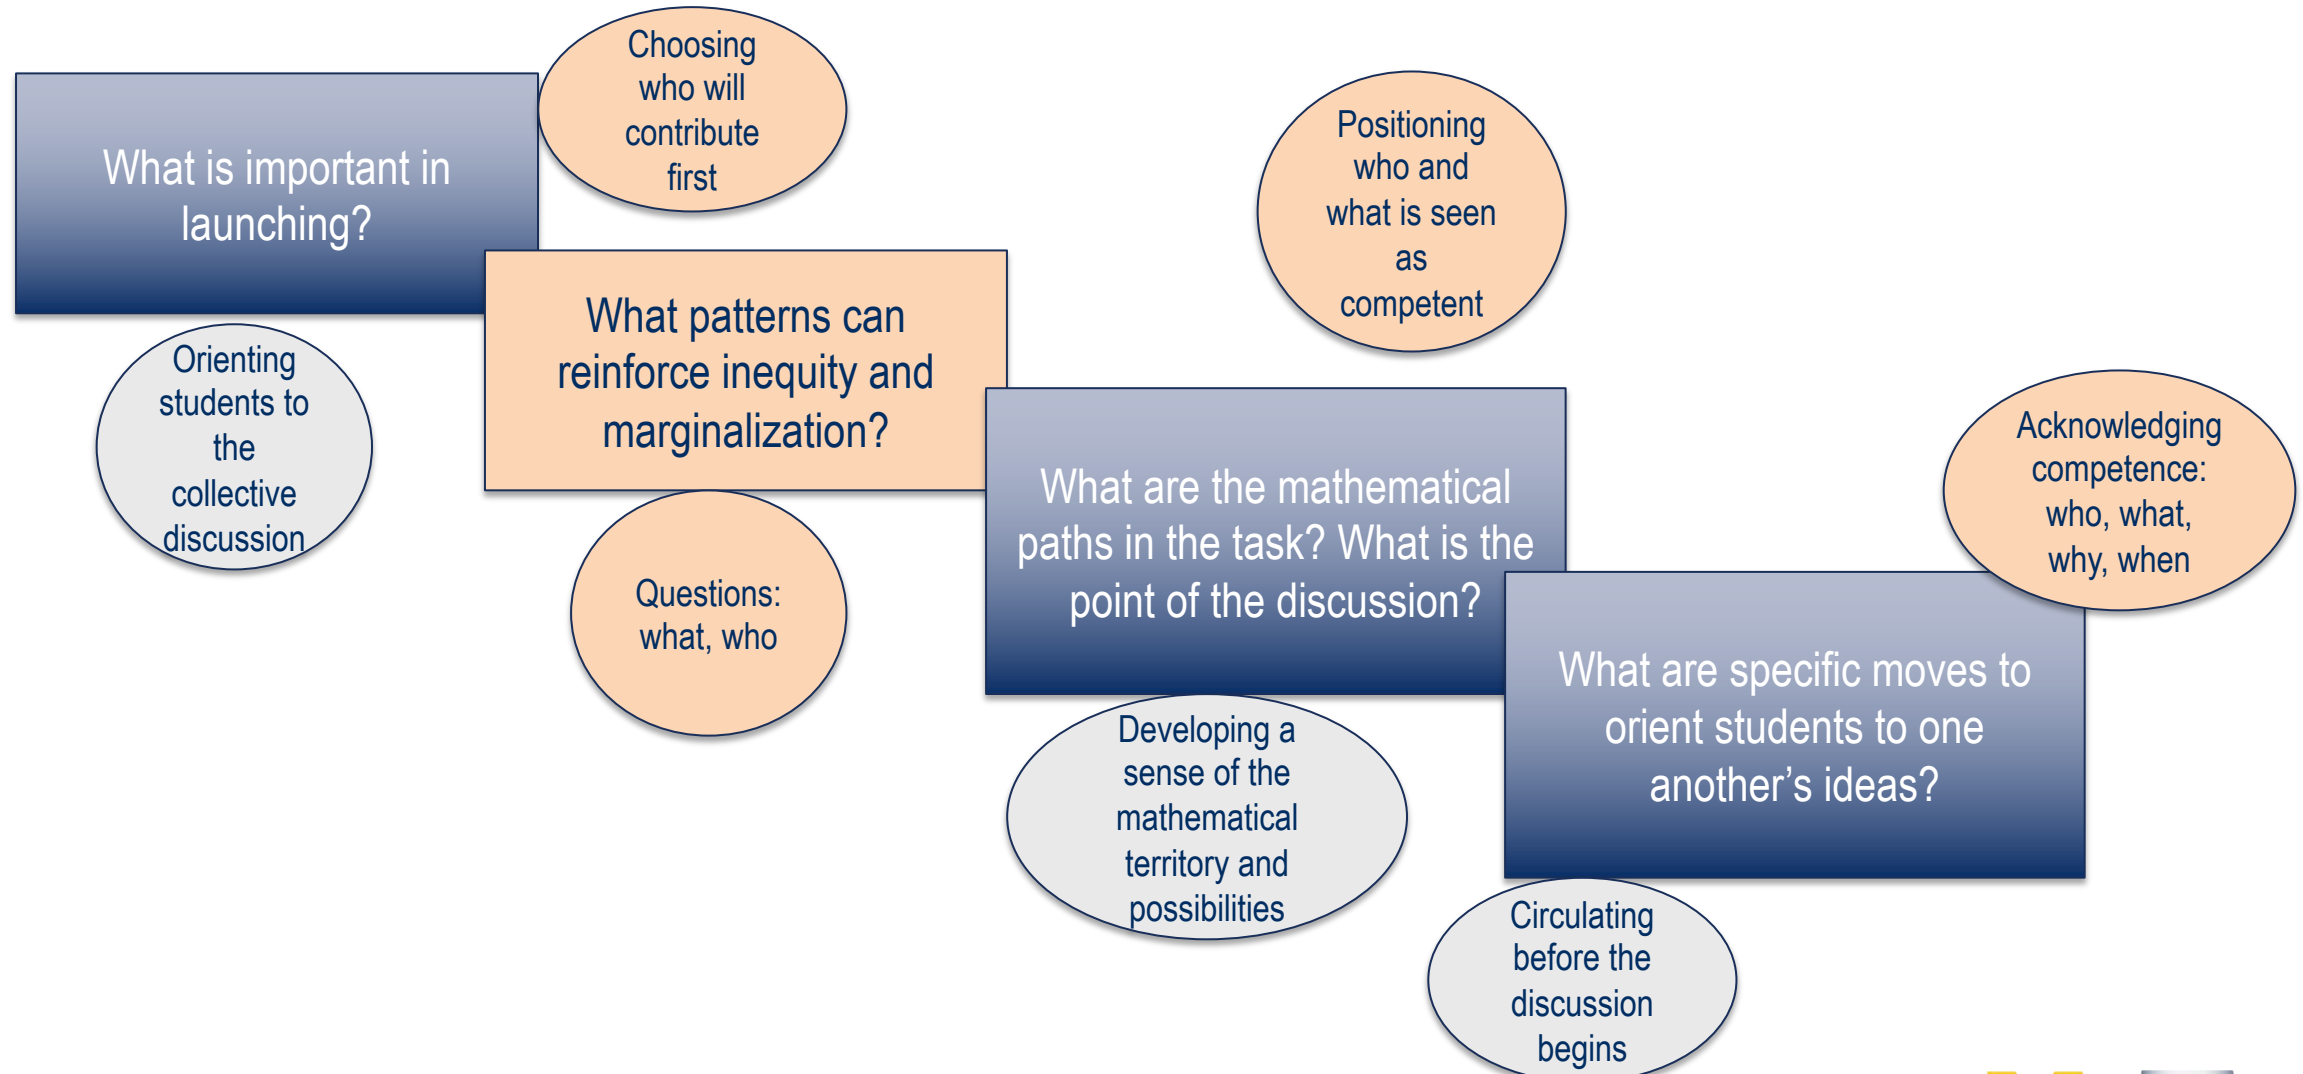 Choosing
who will
contribute
first
What is important in
launching?
Positioning
who and
what is seen
as
competent
What patterns can
reinforce inequity and
marginalization?
Orienting
students to
the
collective
discussion
Acknowledging
competence:
who, what,
why, when
What are the mathematical
paths in the task? What is the
point of the discussion?
Questions:
what, who
What are specific moves to
orient students to one
another’s ideas?
Developing a
sense of the
mathematical
territory and
possibilities
Circulating
before the
discussion
begins